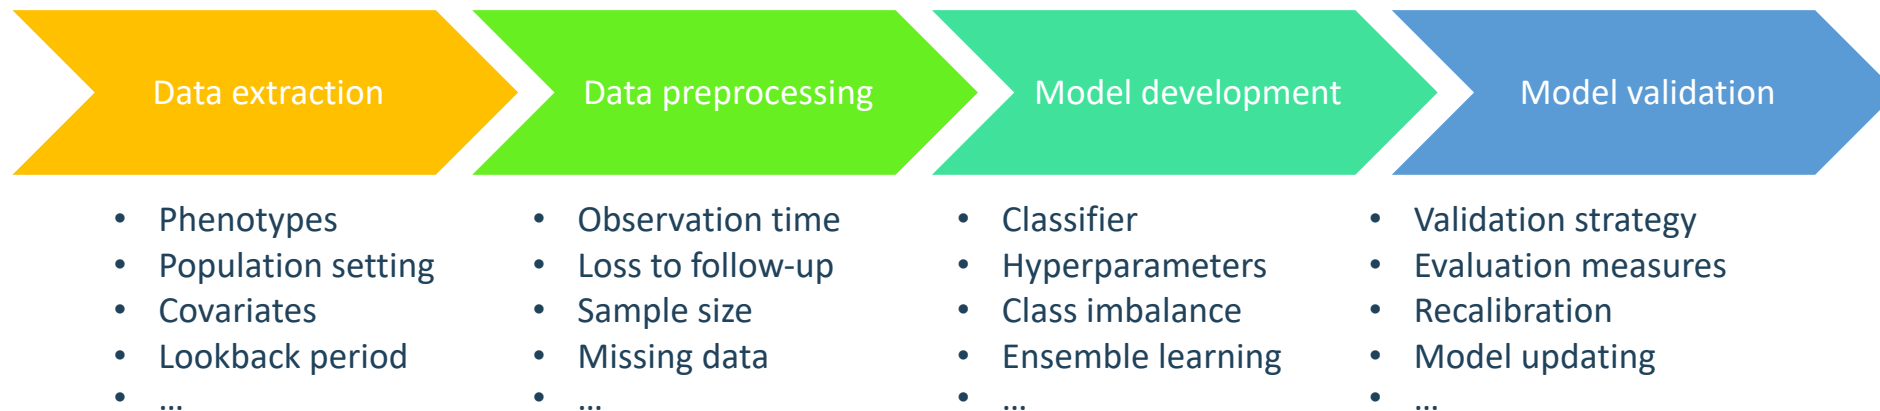 Data extraction
Data preprocessing
Model development
Model validation
• Phenotypes
• Population setting
• Covariates
• Lookback period
• ...
• Observation time
• Loss to follow-up
• Sample size
• Missing data
• ...
• Classifier
• Hyperparameters
• Class imbalance
• Ensemble learning
• ...
• Validation strategy
• Evaluation measures
• Recalibration
• Model updating
• ...